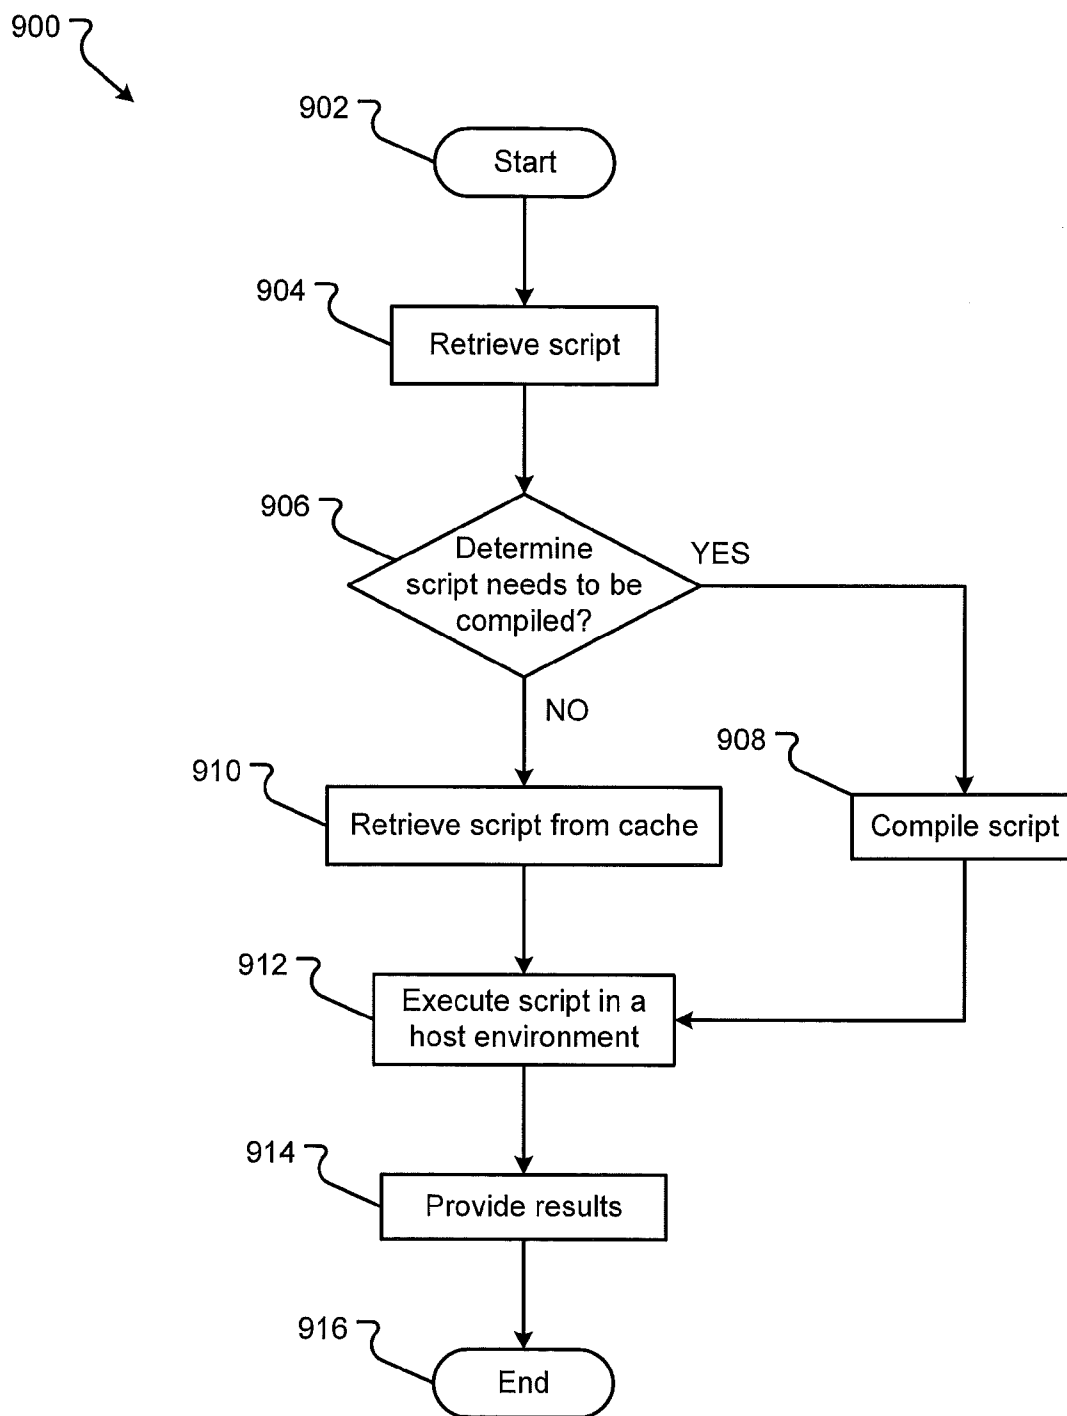 900
902
Start
904
Retrieve script
906
Determine
script needs to be
compiled?
YES
NO
908
910
Retrieve script from cache
Compile script
912
Execute script in a
host environment
914
Provide results
916
End